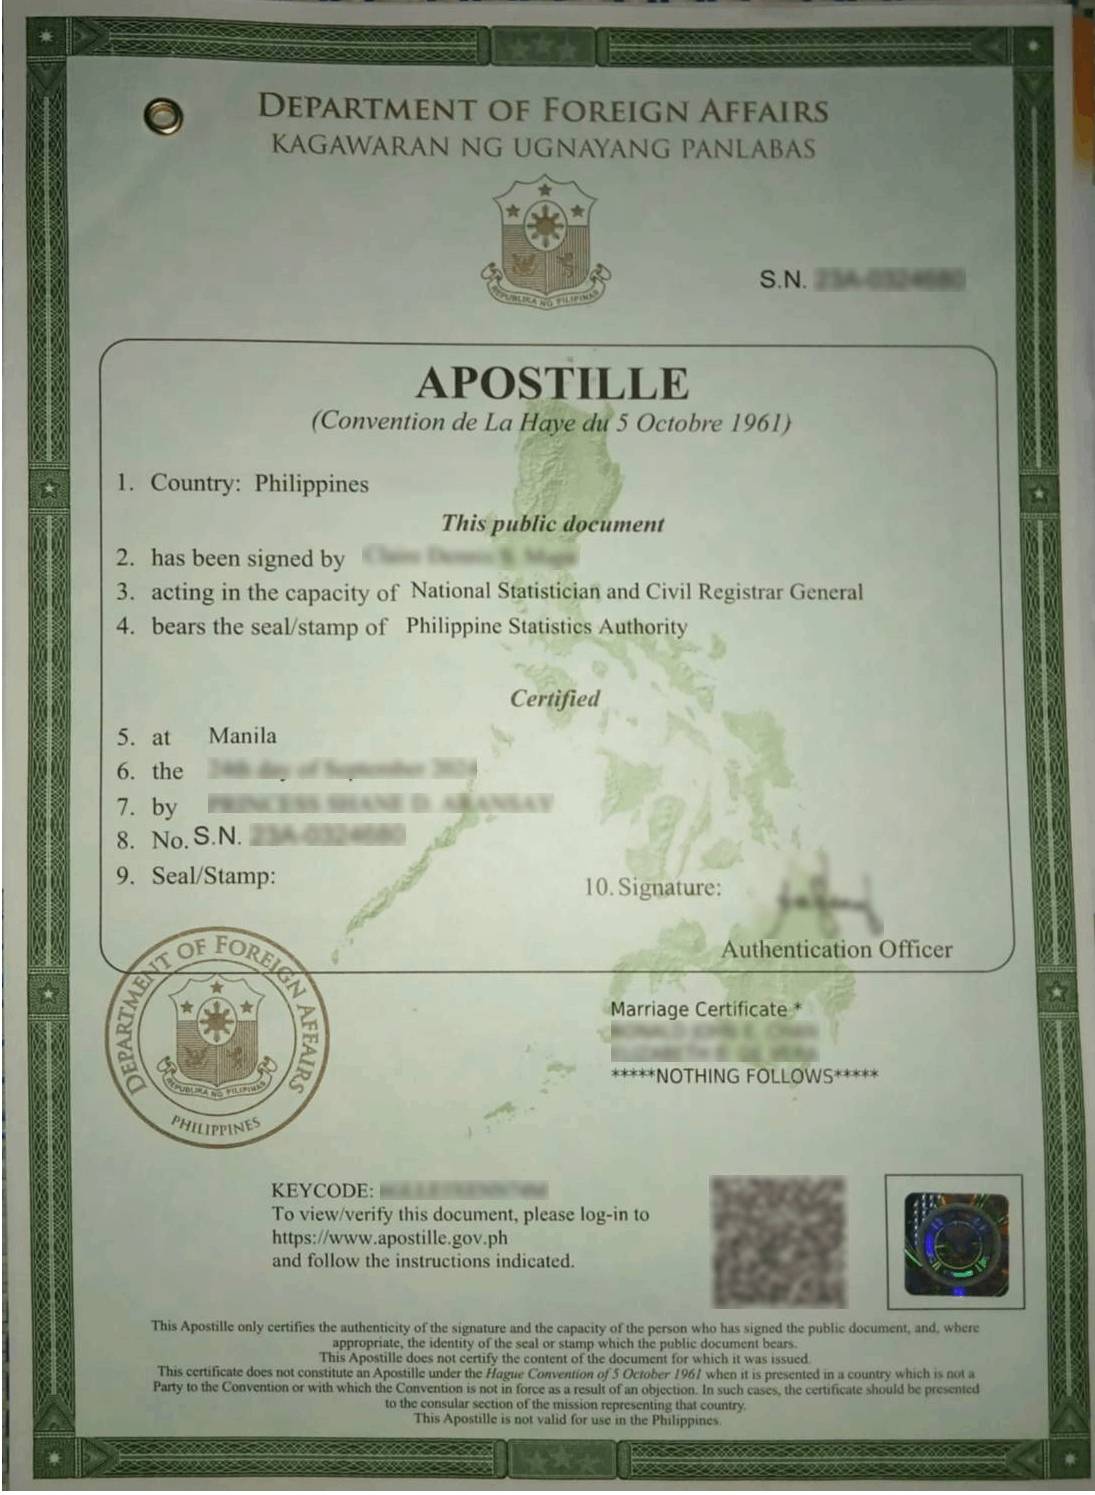 DEPARTMENT OF FOREIGN AFFAIRS
KAGAWARAN NG UGNAYANG PANLABAS
REPUBLIKA NG PILIPINAS
S.N.
APOSTILLE
(Convention de La Haye du 5 Octobre 1961)
1. Country: Philippines
This public document
2. has been signed by
3. acting in the capacity of National Statistician and Civil Registrar General
4. bears the seal/stamp of Philippine Statistics Authority
Certified
5. at Manila
6. the
7. by
8. No. S.N.
9. Seal/Stamp:
10. Signature:
Authentication Officer
DEPARTMENT OF FOREIGN AFFAIRS
REPUBLIKA NG PILIPINAS
PHILIPPINES
Marriage Certificate *
*****NOTHING FOLLOWS*****
KEYCODE:
To view/verify this document, please log-in to
https://www.apostille.gov.ph
and follow the instructions indicated.
This Apostille only certifies the authenticity of the signature and the capacity of the person who has signed the public document, and, where
appropriate, the identity of the seal or stamp which the public document bears.
This Apostille does not certify the content of the document for which it was issued.
This certificate does not constitute an Apostille under the Hague Convention of 5 October 1961 when it is presented in a country which is not a
Party to the Convention or with which the Convention is not in force as a result of an objection. In such cases, the certificate should be presented
to the consular section of the mission representing that country.
This Apostille is not valid for use in the Philippines.